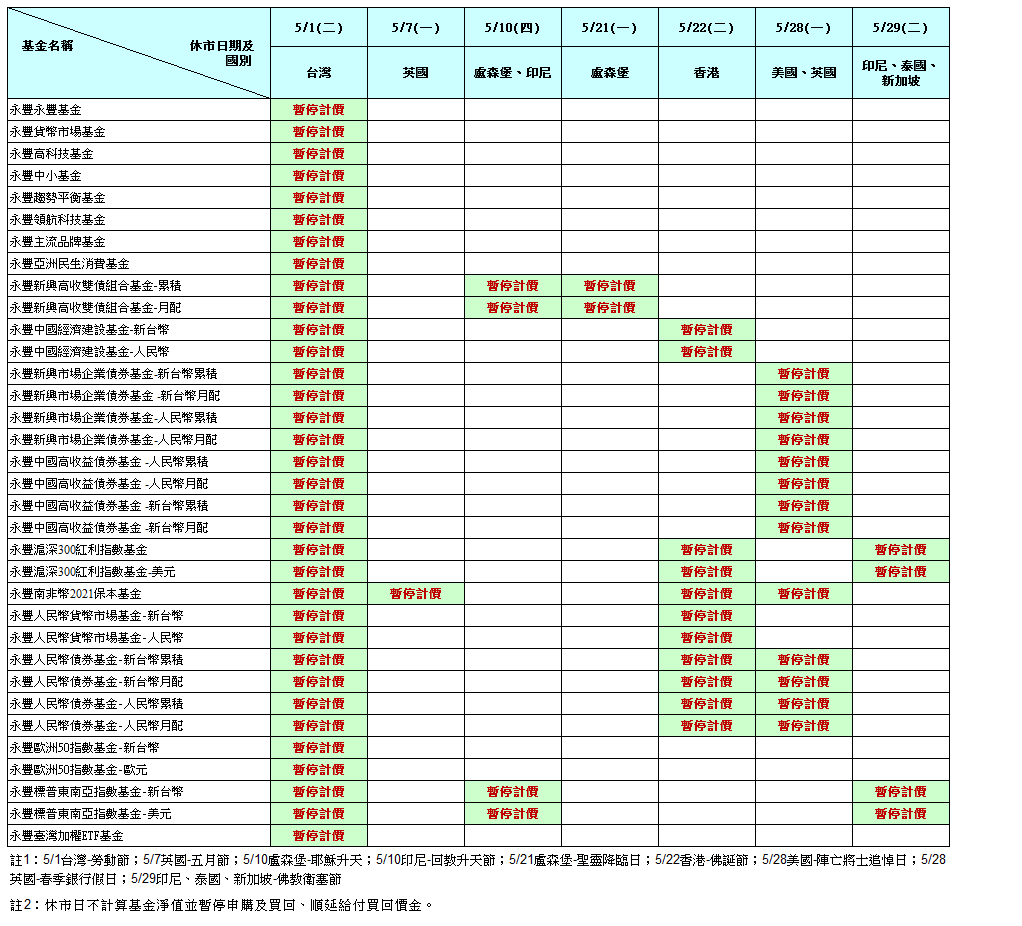 基金名稱 休市日期及國別 5/1(二) 5/7(一) 5/10(四) 5/21(一) 5/22(二) 5/28(一) 5/29(二)
台灣 英國 盧森堡、印尼 盧森堡 香港 美國、英國 印尼、泰國、新加坡
永豐永豐基金 暫停計價
永豐貨幣市場基金 暫停計價
永豐高科技基金 暫停計價
永豐中小基金 暫停計價
永豐趨勢平衡基金 暫停計價
永豐領航科技基金 暫停計價
永豐主流品牌基金 暫停計價
永豐亞洲民生消費基金 暫停計價
永豐新興高收雙債組合基金-累積 暫停計價 暫停計價 暫停計價
永豐新興高收雙債組合基金-月配 暫停計價 暫停計價 暫停計價
永豐中國經濟建設基金-新台幣 暫停計價 暫停計價
永豐中國經濟建設基金-人民幣 暫停計價 暫停計價
永豐新興市場企業債券基金-新台幣累積 暫停計價 暫停計價
永豐新興市場企業債券基金 -新台幣月配 暫停計價 暫停計價
永豐新興市場企業債券基金-人民幣累積 暫停計價 暫停計價
永豐新興市場企業債券基金-人民幣月配 暫停計價 暫停計價
永豐中國高收益債券基金 -人民幣累積 暫停計價 暫停計價
永豐中國高收益債券基金 -人民幣月配 暫停計價 暫停計價
永豐中國高收益債券基金 -新台幣累積 暫停計價 暫停計價
永豐中國高收益債券基金 -新台幣月配 暫停計價 暫停計價
永豐滬深300紅利指數基金 暫停計價 暫停計價 暫停計價
永豐滬深300紅利指數基金-美元 暫停計價 暫停計價 暫停計價
永豐南非幣2021保本基金 暫停計價 暫停計價 暫停計價 暫停計價
永豐人民幣貨幣市場基金-新台幣 暫停計價 暫停計價
永豐人民幣貨幣市場基金-人民幣 暫停計價 暫停計價
永豐人民幣債券基金-新台幣累積 暫停計價 暫停計價 暫停計價
永豐人民幣債券基金-新台幣月配 暫停計價 暫停計價 暫停計價
永豐人民幣債券基金-人民幣累積 暫停計價 暫停計價 暫停計價
永豐人民幣債券基金-人民幣月配 暫停計價 暫停計價 暫停計價
永豐歐洲50指數基金-新台幣 暫停計價
永豐歐洲50指數基金-歐元 暫停計價
永豐標普東南亞指數基金-新台幣 暫停計價 暫停計價 暫停計價
永豐標普東南亞指數基金-美元 暫停計價 暫停計價 暫停計價
永豐臺灣加權ETF基金 暫停計價
註1：5/1台灣-勞動節；5/7英國-五月節；5/10盧森堡-耶穌升天；5/10印尼-回教升天節；5/21盧森堡-聖靈降臨日；5/22香港-佛誕節；5/28美國-陣亡將士追悼日；5/28
英國-春季銀行假日；5/29印尼、泰國、新加坡-佛教衛塞節
註2：休市日不計算基金淨值並暫停申購及買回、順延給付買回價金。